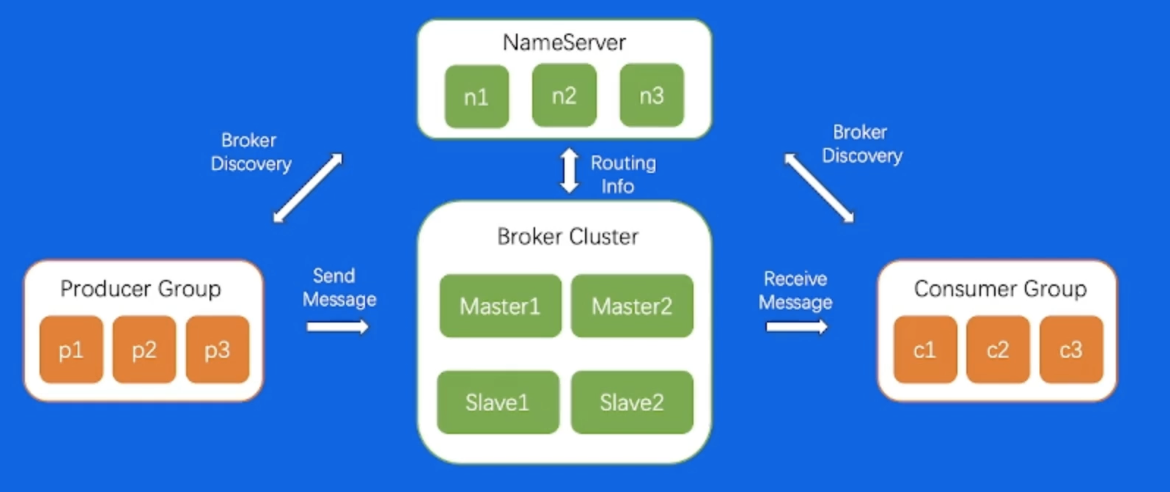 NameServer
n1
n2
n3
Broker
Discovery
Routing
Info
Broker
Discovery
Producer Group
p1
p2
p3
Send
Message
Broker Cluster
Master1
Master2
Slave1
Slave2
Receive
Message
Consumer Group
c1
c2
c3